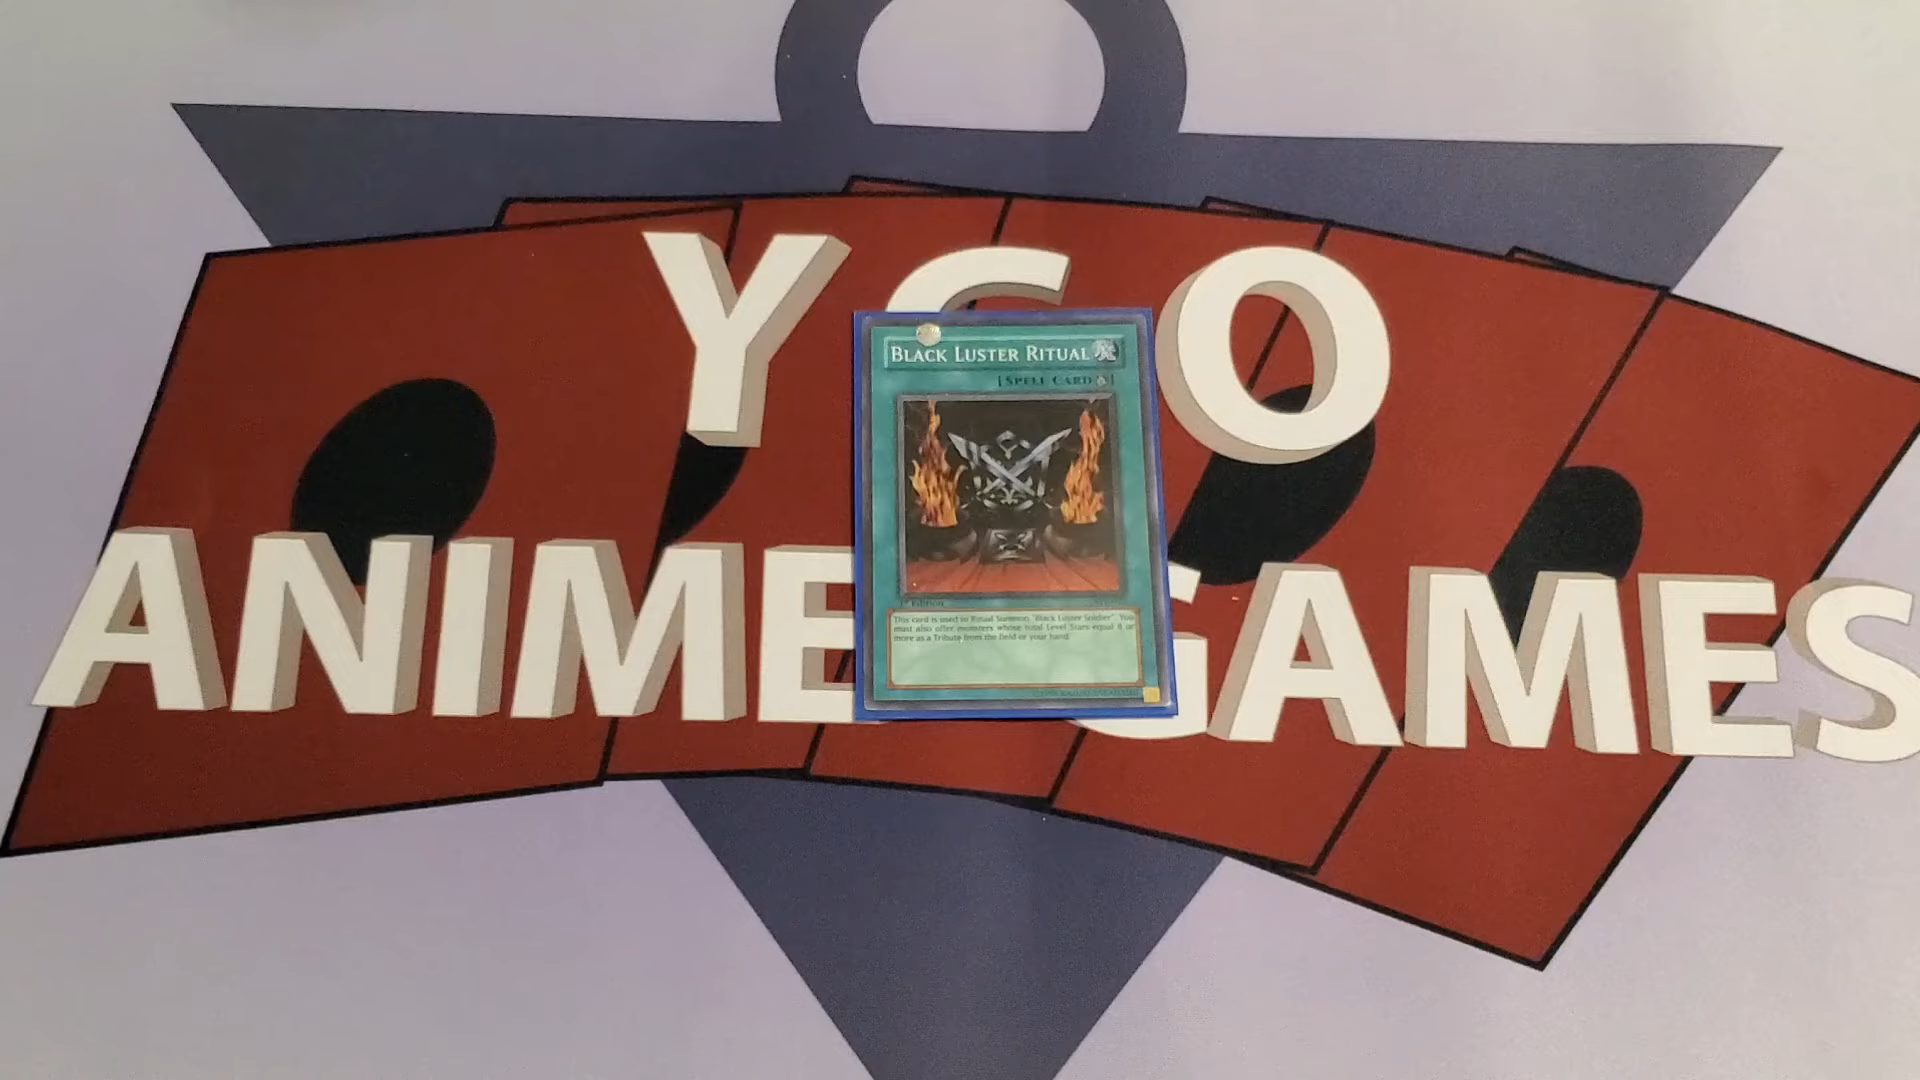 YGO
BLACK LUSTER RITUAL
[SPELL CARD]
ANIME GAMES
1st Edition
This card is used to Ritual Summon "Black Luster Soldier". You
must also offer monsters whose total Level Stars equal 8 or
more as a Tribute from the field or your hand.